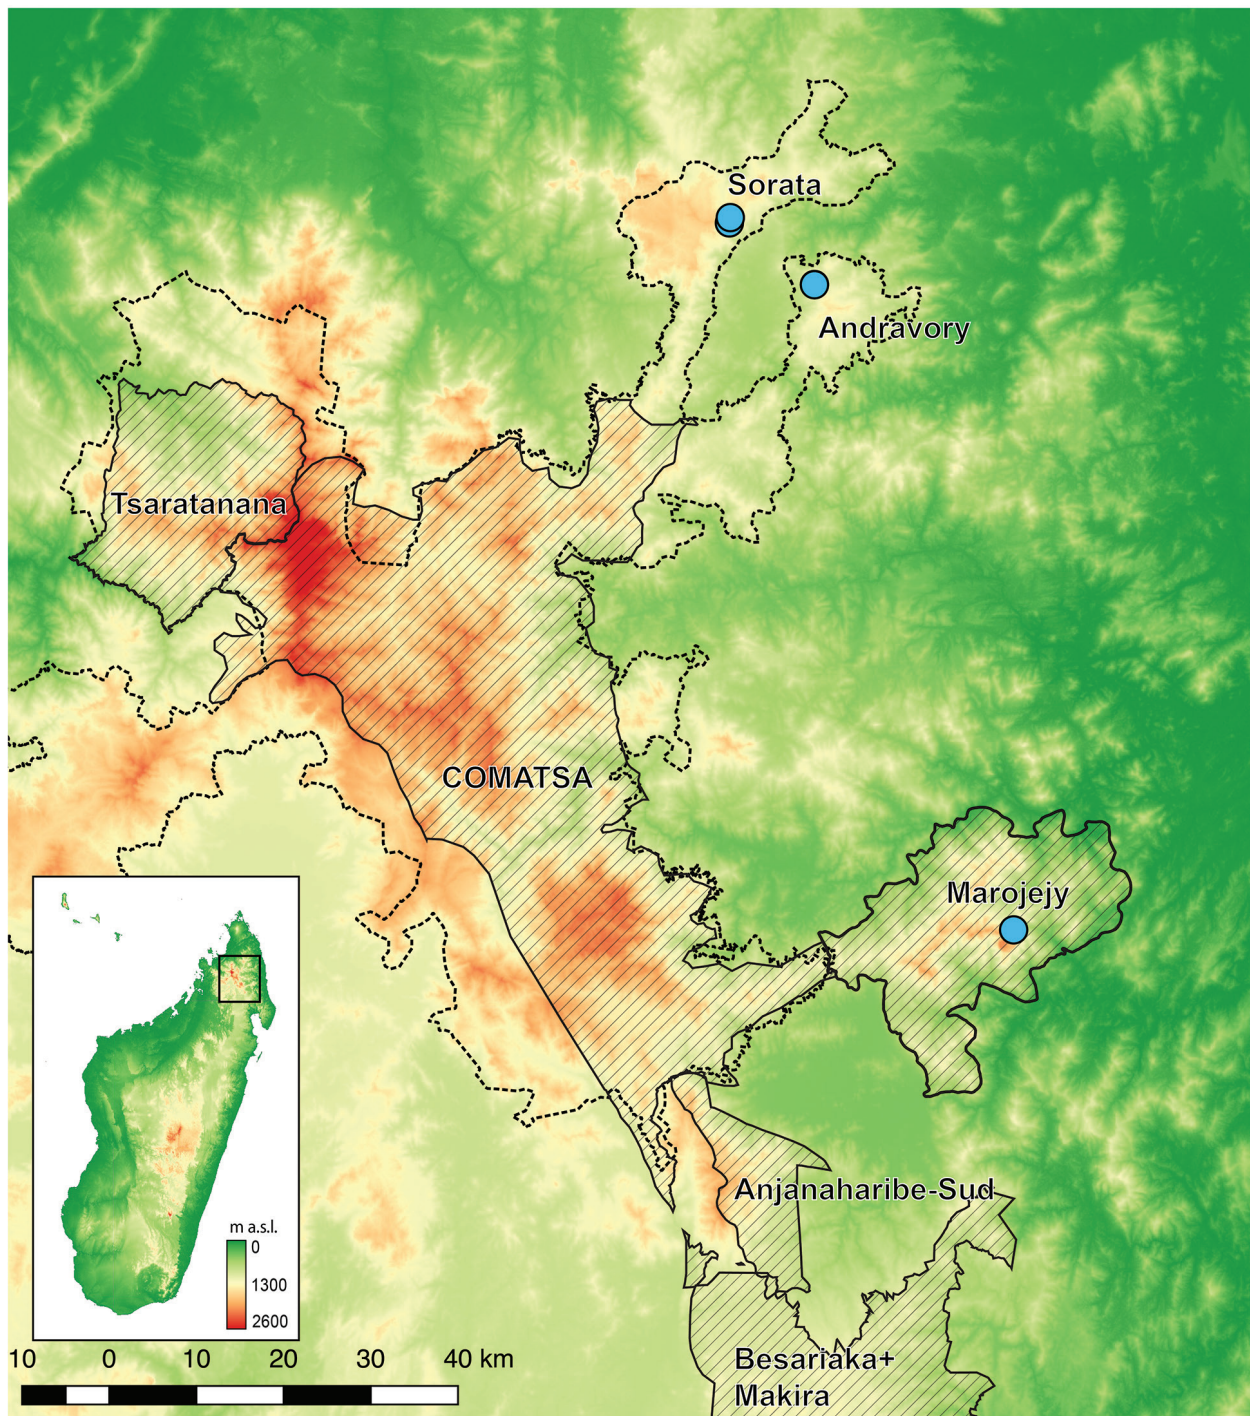 Sorata
Andravory
Tsaratanana
COMATSA
Marojejy
Anjanaharibe-Sud
m a.s.l.
0
1300
2600
10 0 10 20 30 40 km
Besariaka+
Makira